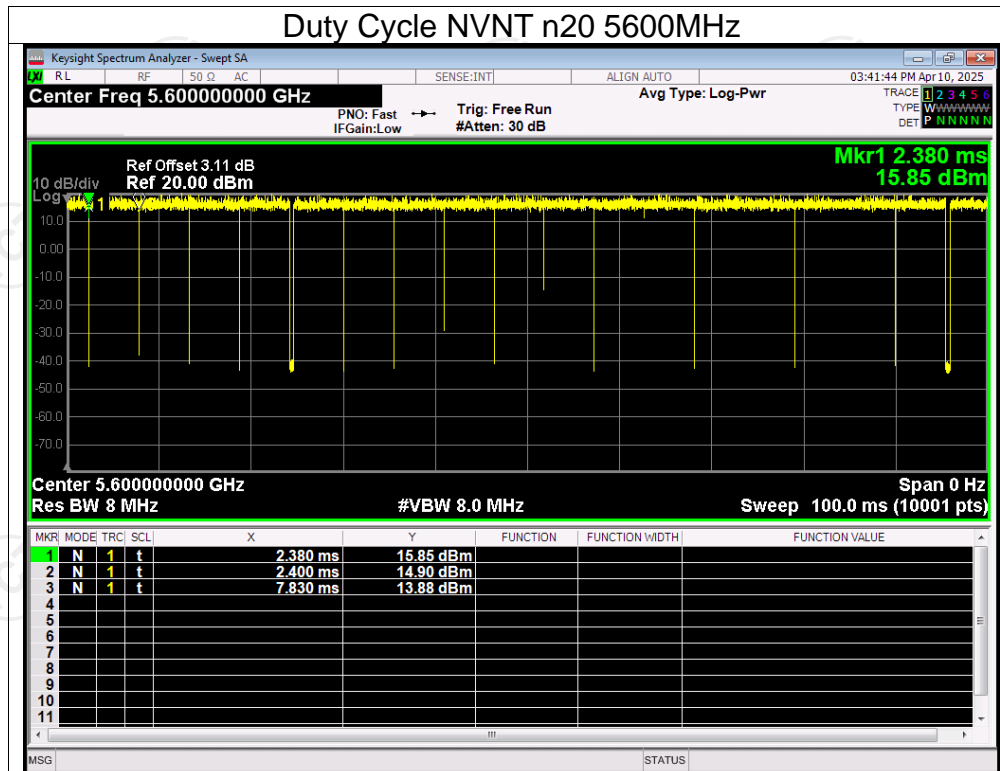 Duty Cycle NVNT n20 5600MHz
Keysight Spectrum Analyzer - Swept SA
LXI RL RF 50 Ω AC SENSE:INT ALIGN AUTO 03:41:44 PM Apr 10, 2025
Center Freq 5.600000000 GHz Avg Type: Log-Pwr TRACE 1 2 3 4 5 6
PNO: Fast Trig: Free Run TYPE WWWWWW
IFGain:Low #Atten: 30 dB DET P N N N N N
Mkr1 2.380 ms
Ref Offset 3.11 dB
10 dB/div Ref 20.00 dBm 15.85 dBm
Log
1
10.0
0.00
-10.0
-20.0
-30.0
-40.0
-50.0
-60.0
-70.0
Center 5.600000000 GHz Span 0 Hz
Res BW 8 MHz #VBW 8.0 MHz Sweep 100.0 ms (10001 pts)
MKR MODE TRC SCL X Y FUNCTION FUNCTION WIDTH FUNCTION VALUE
1 N 1 t 2.380 ms 15.85 dBm
2 N 1 t 2.400 ms 14.90 dBm
3 N 1 t 7.830 ms 13.88 dBm
4
5
6
7
8
9
10
11
MSG STATUS